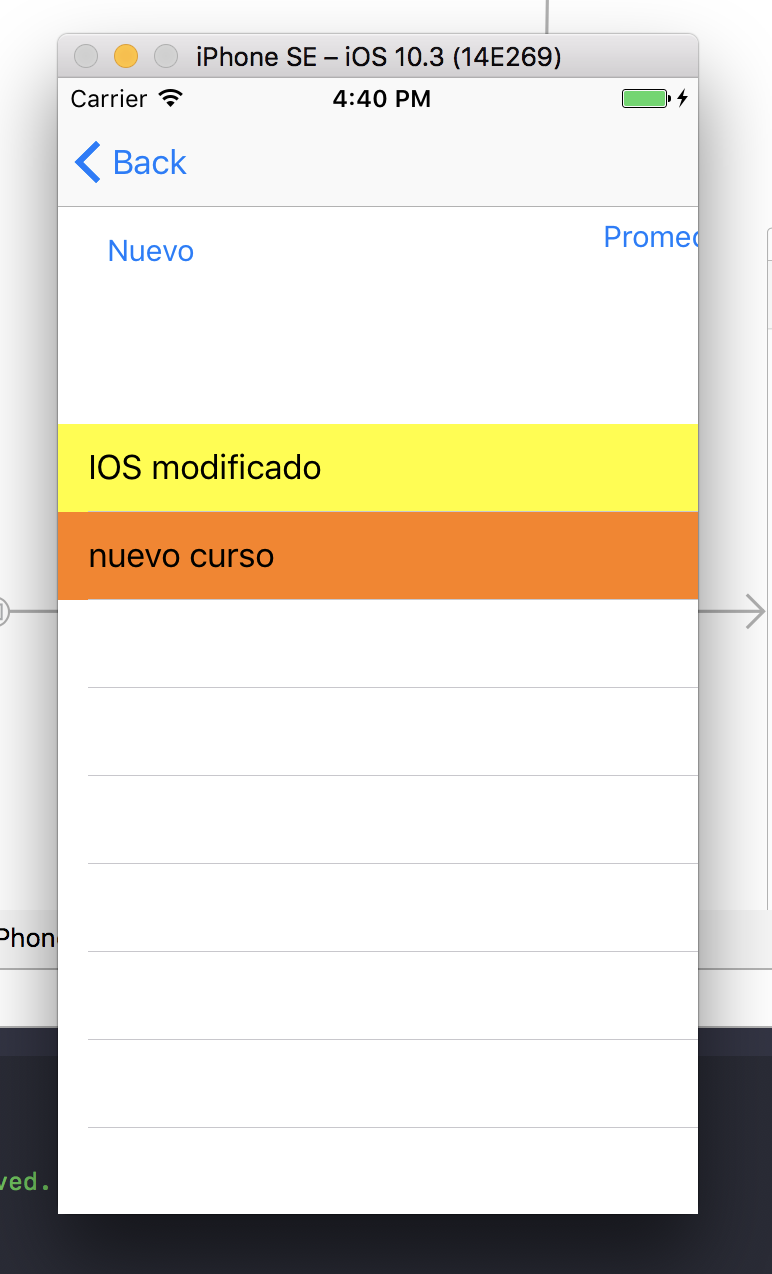 iPhone SE – iOS 10.3 (14E269)
Carrier 4:40 PM
Back
Nuevo
Promec
IOS modificado
nuevo curso
Phon
ved.